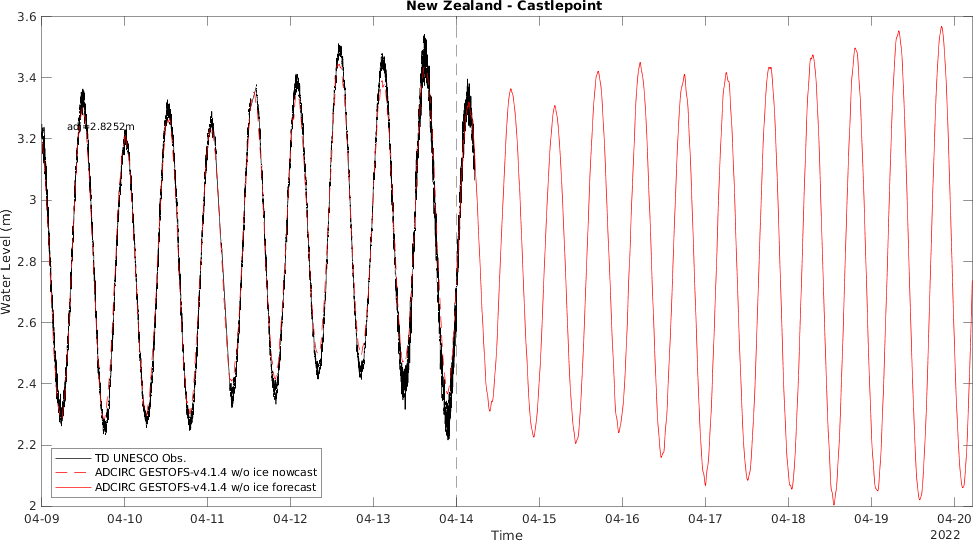 New Zealand - Castlepoint
Water Level (m)
3.6
3.4
3.2
3
2.8
2.6
2.4
2.2
2
adj=2.8252m
TD UNESCO Obs.
ADCIRC GESTOFS-v4.1.4 w/o ice nowcast
ADCIRC GESTOFS-v4.1.4 w/o ice forecast
04-09 04-10 04-11 04-12 04-13 04-14 04-15 04-16 04-17 04-18 04-19 04-20
Time
2022